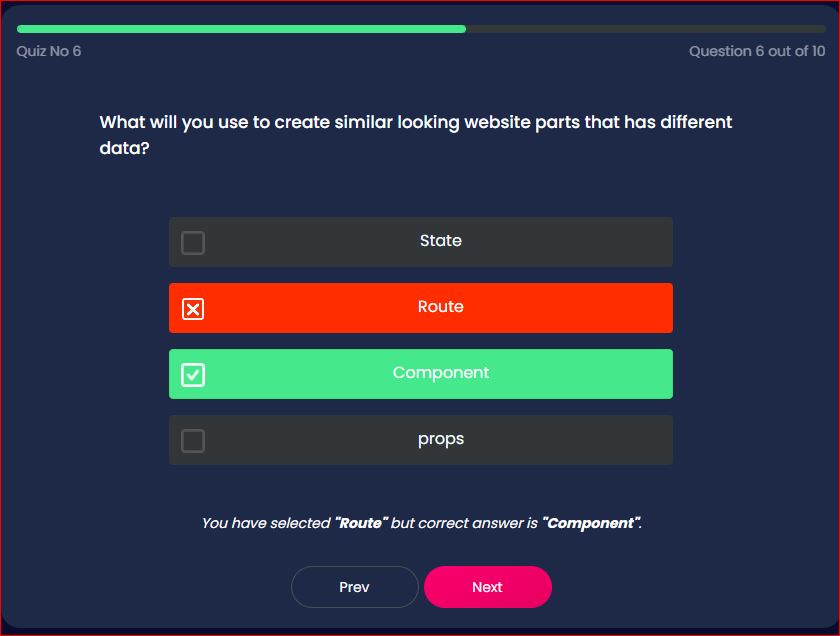 Quiz No 6
Question 6 out of 10
What will you use to create similar looking website parts that has different
data?
State
Route
Component
props
You have selected "Route" but correct answer is "Component".
Prev
Next